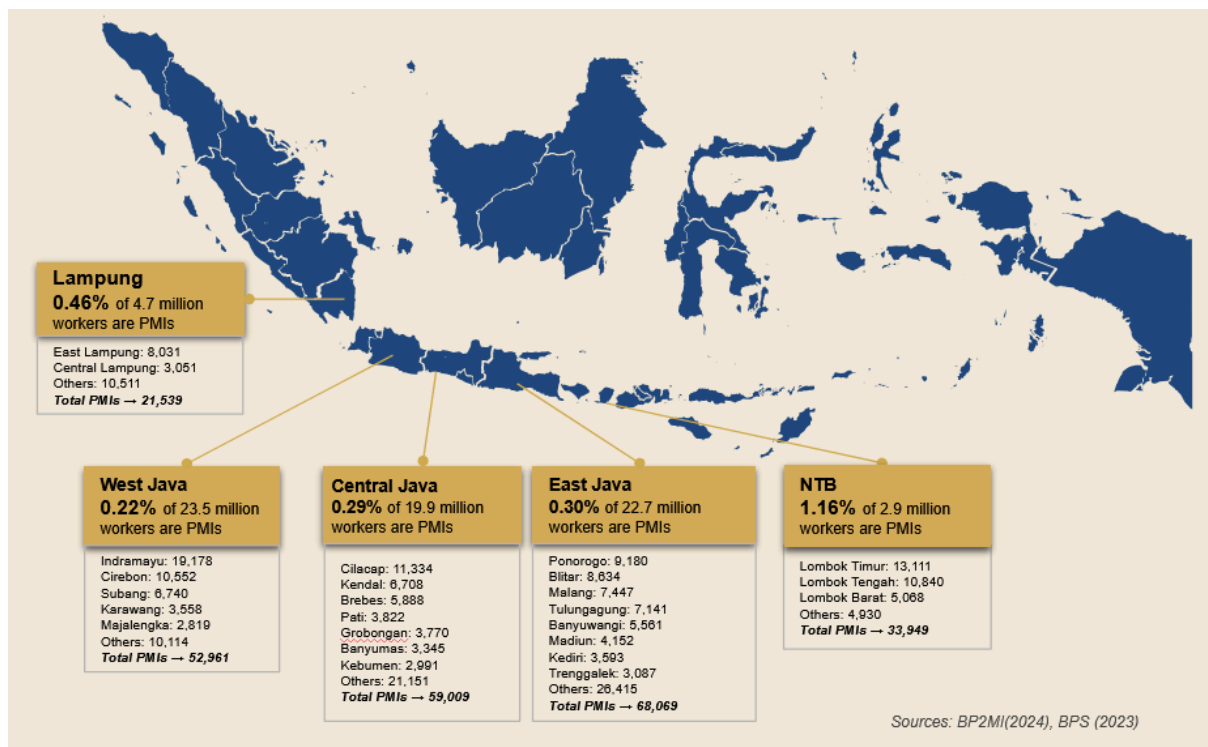 Lampung
0.46% of 4.7 million
workers are PMIs
East Lampung: 8,031
Central Lampung: 3,051
Others: 10,511
Total PMIs → 21,539
West Java
0.22% of 23.5 million
workers are PMIs
Indramayu: 19,178
Cirebon: 10,552
Subang: 6,740
Karawang: 3,558
Majalengka: 2,819
Others: 10,114
Total PMIs → 52,961
Central Java
0.29% of 19.9 million
workers are PMIs
Cilacap: 11,334
Kendal: 6,708
Brebes: 5,888
Pati: 3,822
Grobongan: 3,770
Banyumas: 3,345
Kebumen: 2,991
Others: 21,151
Total PMIs → 59,009
East Java
0.30% of 22.7 million
workers are PMIs
Ponorogo: 9,180
Blitar: 8,634
Malang: 7,447
Tulungagung: 7,141
Banyuwangi: 5,561
Madiun: 4,152
Kediri: 3,593
Trenggalek: 3,087
Others: 26,415
Total PMIs → 68,069
NTB
1.16% of 2.9 million
workers are PMIs
Lombok Timur: 13,111
Lombok Tengah: 10,840
Lombok Barat: 5,068
Others: 4,930
Total PMIs → 33,949
Sources: BP2MI(2024), BPS (2023)